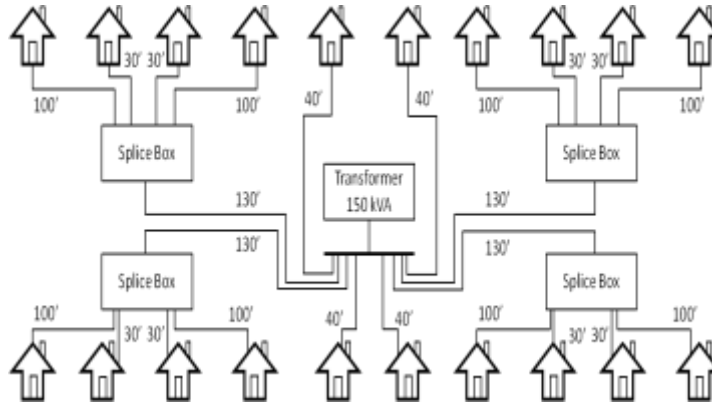 30' 30' 30' 30'
100' 100' 40' 40' 100' 100'
Splice Box Splice Box
Transformer
150 kVA
130' 130'
130' 130'
Splice Box Splice Box
100' 30' 30' 100' 40' 40' 100' 30' 30' 100'